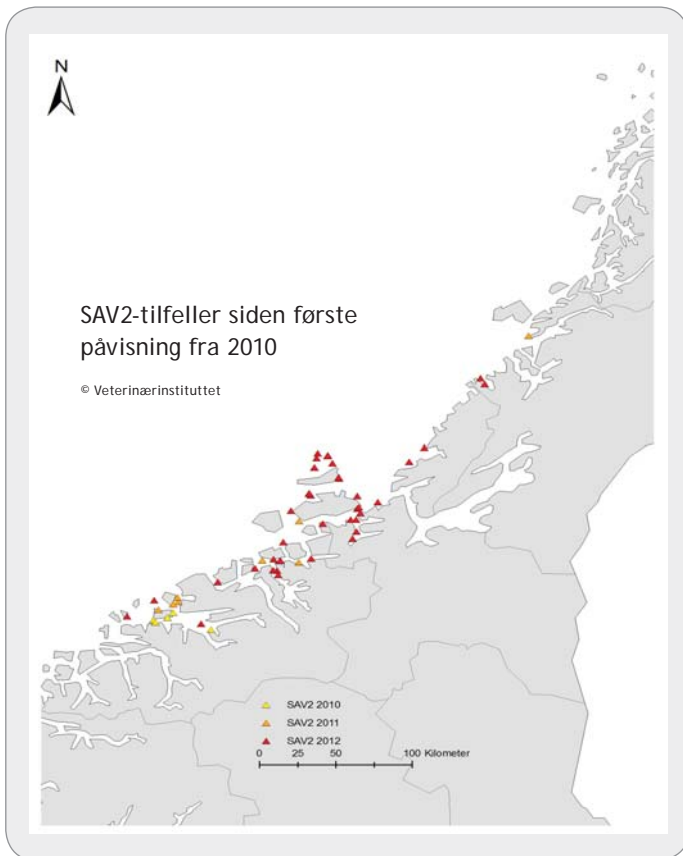 N
SAV2-tilfeller siden første
påvisning fra 2010
© Veterinærinstituttet
SAV2 2010
SAV2 2011
SAV2 2012
0 25 50 100 Kilometer